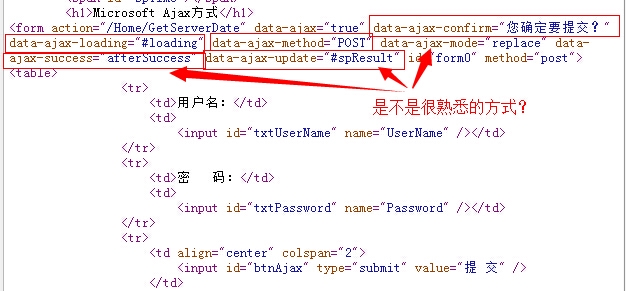 <h1>Microsoft Ajax方式</h1>
<form action="/Home/GetServerDate" data-ajax="true" data-ajax-confirm="您确定要提交？"
data-ajax-loading="#loading" data-ajax-method="POST" data-ajax-mode="replace" data-
ajax-success="afterSuccess" data-ajax-update="#spResult" id="form0" method="post">
<table>
<tr>
是不是很熟悉的方式？
<td>用户名：</td>
<td>
<input id="txtUserName" name="UserName" /></td>
</tr>
<tr>
<td>密 码：</td>
<td>
<input id="txtPassword" name="Password" /></td>
</tr>
<tr>
<td align="center" colspan="2">
<input id="btnAjax" type="submit" value="提 交" />
</td>